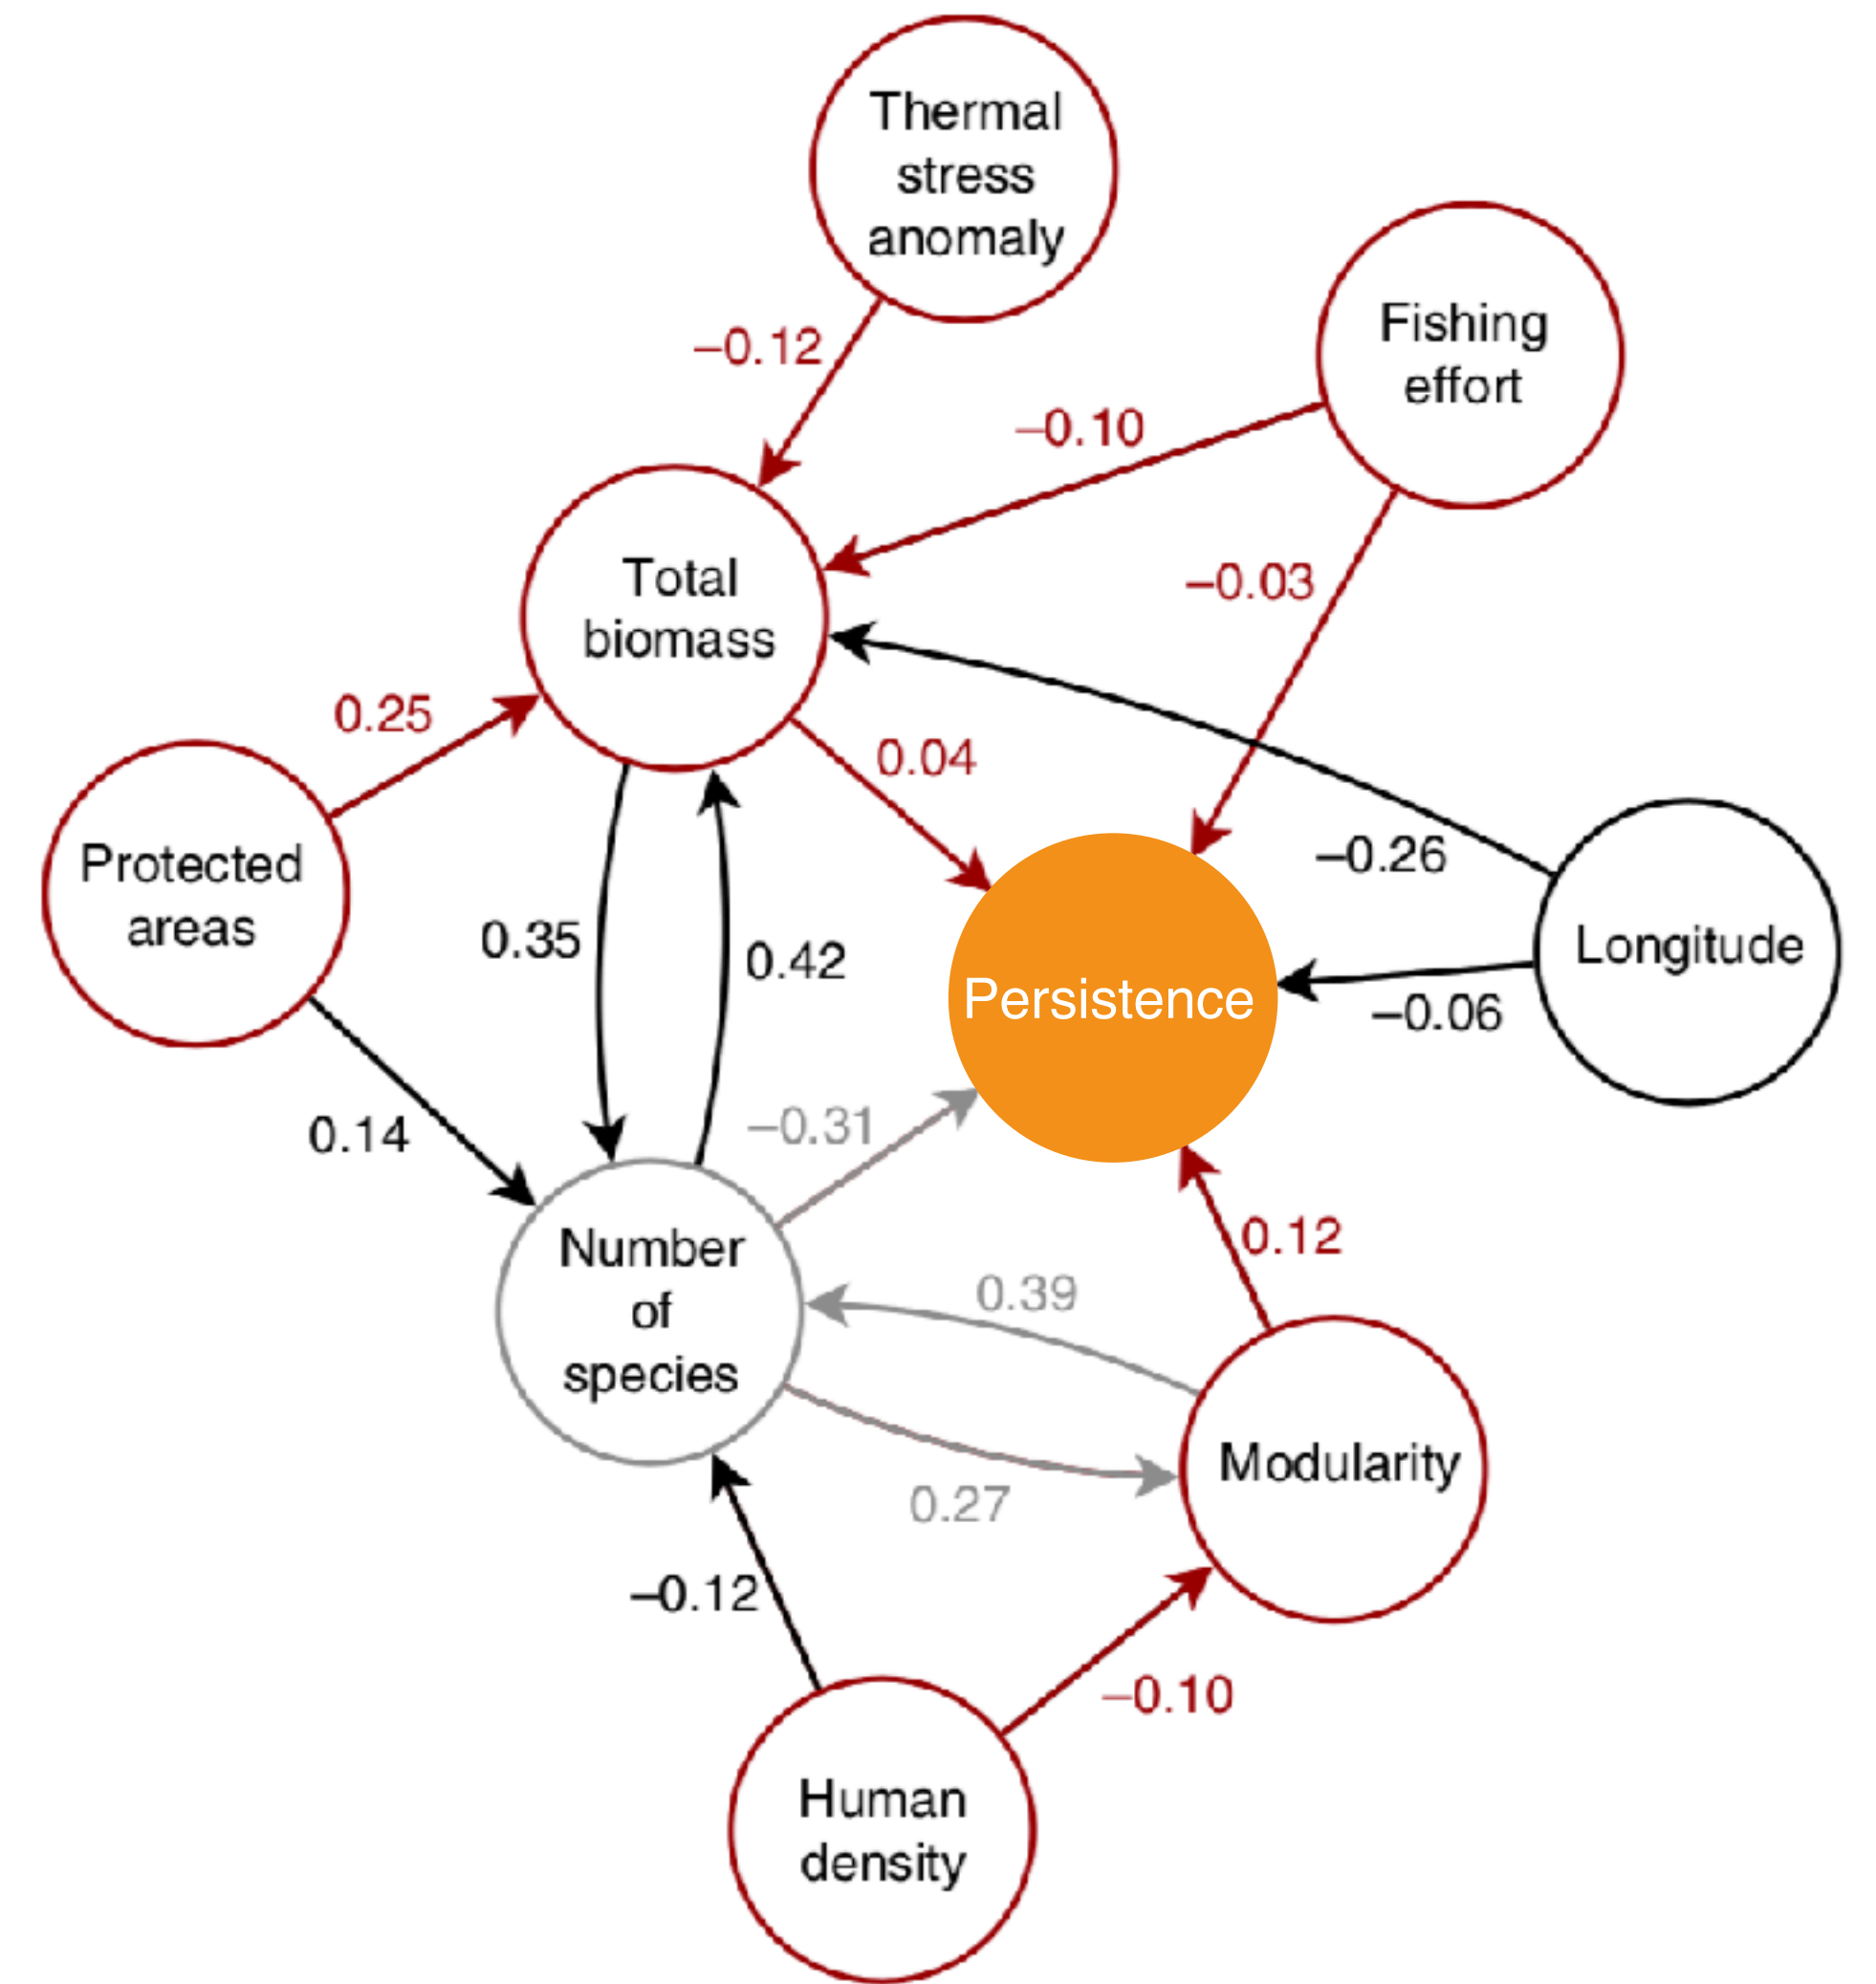 Thermal
stress
anomaly
Fishing
effort
–0.12
–0.10
–0.03
Total
biomass
0.25
0.04
Protected
areas
–0.26
Longitude
0.35
0.42
Persistence
–0.06
0.14
–0.31
Number
of
species
0.12
0.39
Modularity
0.27
–0.12
–0.10
Human
density